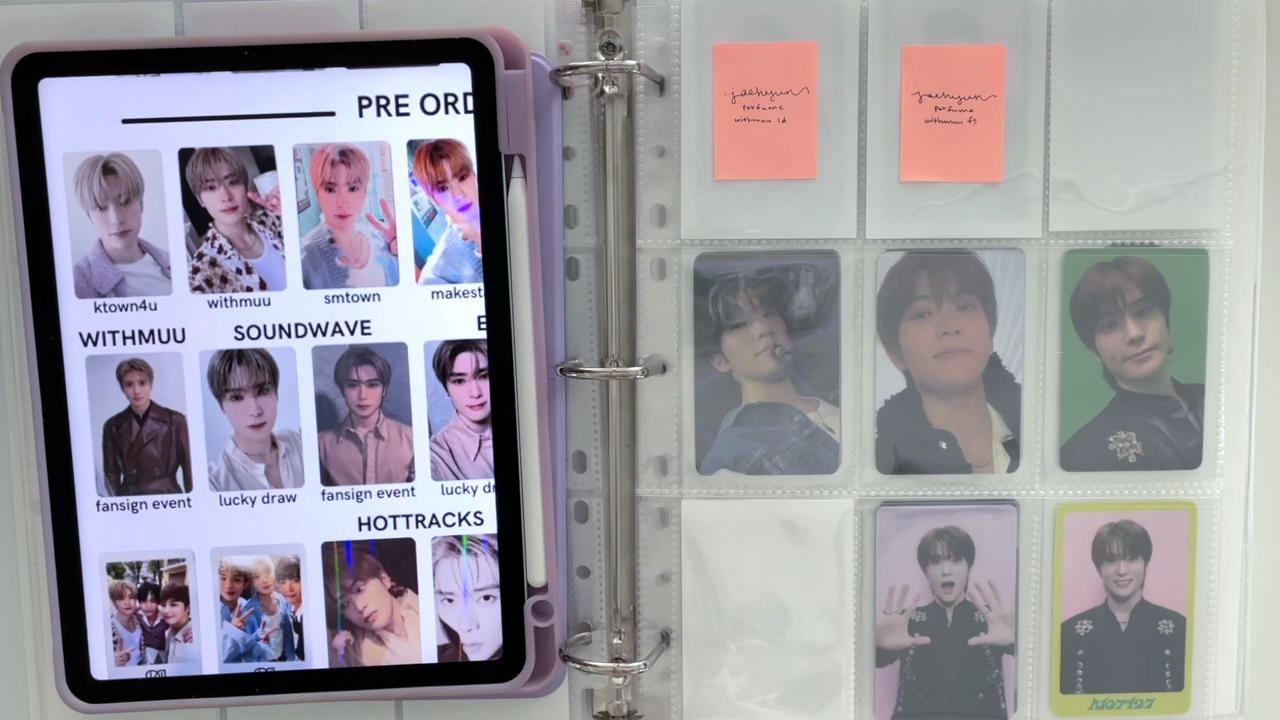 PRE ORD
ktown4u
withmuu
smtown
makesta
WITHMUU
SOUNDWAVE
fansign event
lucky draw
fansign event
lucky dr
HOTTRACKS
jaehyun
perfume
withmuu ld
jaehyun
perfume
withmuu fs
NCT127